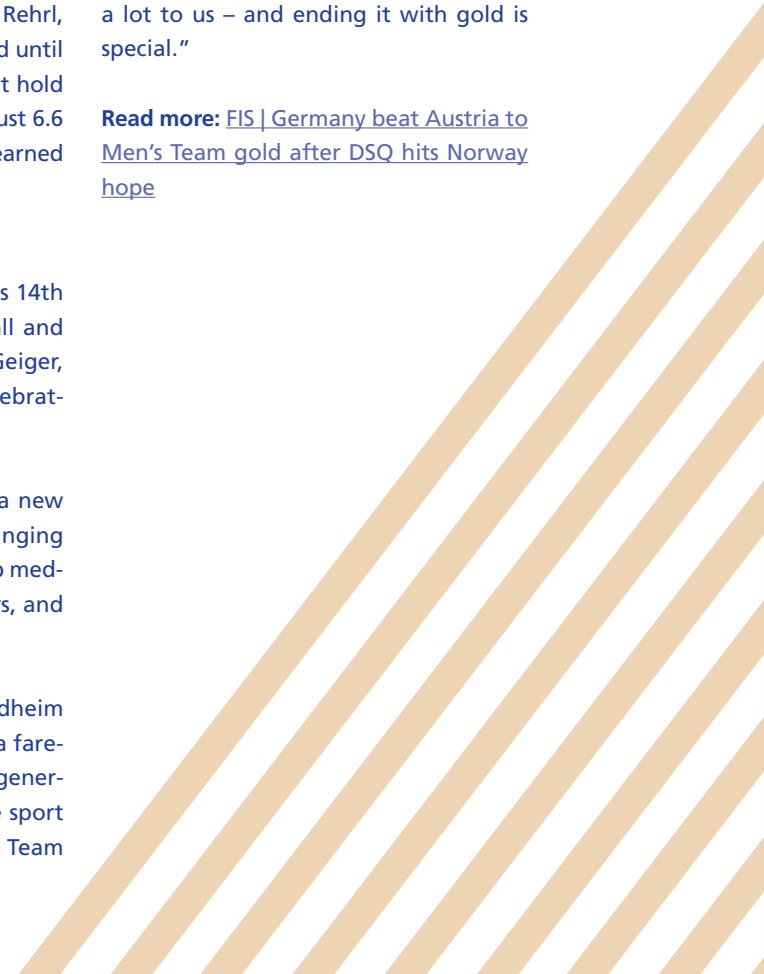 Rehrl,
d until
t hold
ust 6.6
earned
s 14th
ll and
Geiger,
ebrat-
a new
nging
med-
s, and
dheim
a fare-
gener-
sport
Team
a lot to us – and ending it with gold is
special.”
Read more: FIS | Germany beat Austria to
Men’s Team gold after DSQ hits Norway
hope